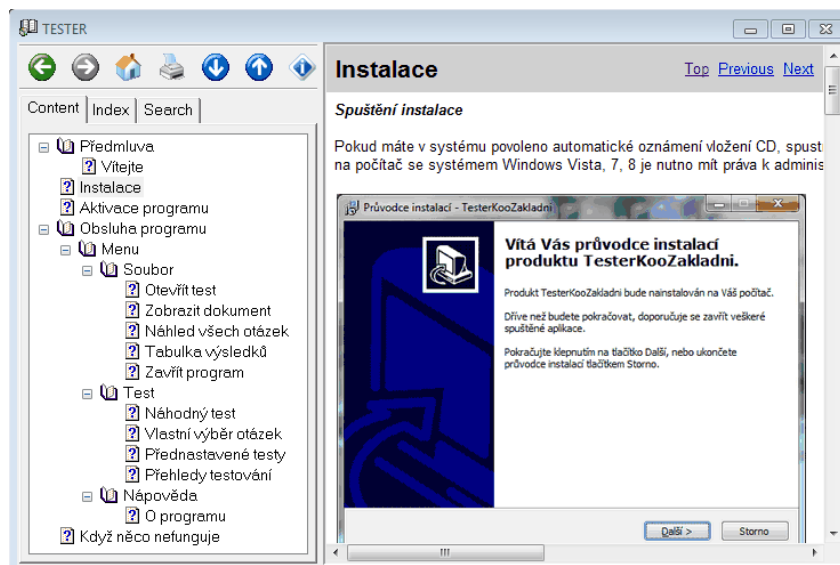 TESTER
Content Index Search
Předmluva
Vítejte
Instalace
Aktivace programu
Obsluha programu
Menu
Soubor
Otevřít test
Zobrazit dokument
Náhled všech otázek
Tabulka výsledků
Zavřít program
Test
Náhodný test
Vlastní výběr otázek
Přednastavené testy
Přehledy testování
Nápověda
O programu
Když něco nefunguje
Instalace
Top Previous Next
Spuštění instalace
Pokud máte v systému povoleno automatické oznámení vložení CD, spust
na počítač se systémem Windows Vista, 7, 8 je nutno mít práva k adminis
Průvodce instalací - TesterKooZakladni
Vítá Vás průvodce instalací
produktu TesterKooZakladni.
Produkt TesterKooZakladni bude nainstalován na Váš počítač.
Dříve než budete pokračovat, doporučuje se zavřít veškeré
spuštěné aplikace.
Pokračujte klepnutím na tlačítko Další, nebo ukončete
průvodce instalací tlačítkem Storno.
Další > Storno